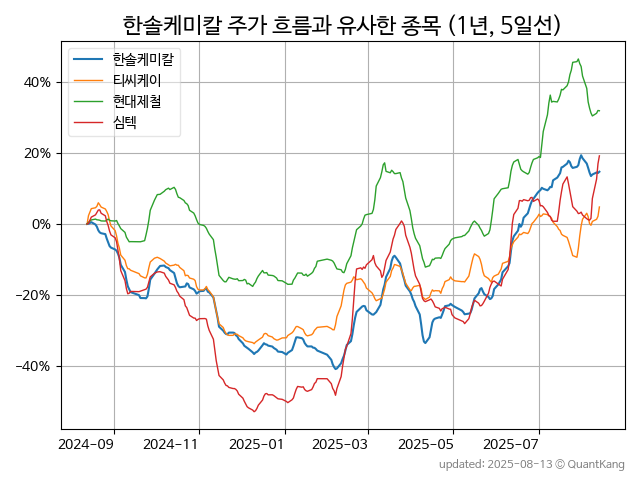 한솔케미칼 주가 흐름과 유사한 종목 (1년, 5일선)
한솔케미칼
티씨케이
현대제철
심텍
40%
20%
0%
−20%
−40%
2024-09
2024-11
2025-01
2025-03
2025-05
2025-07
updated: 2025-08-13 © QuantKang